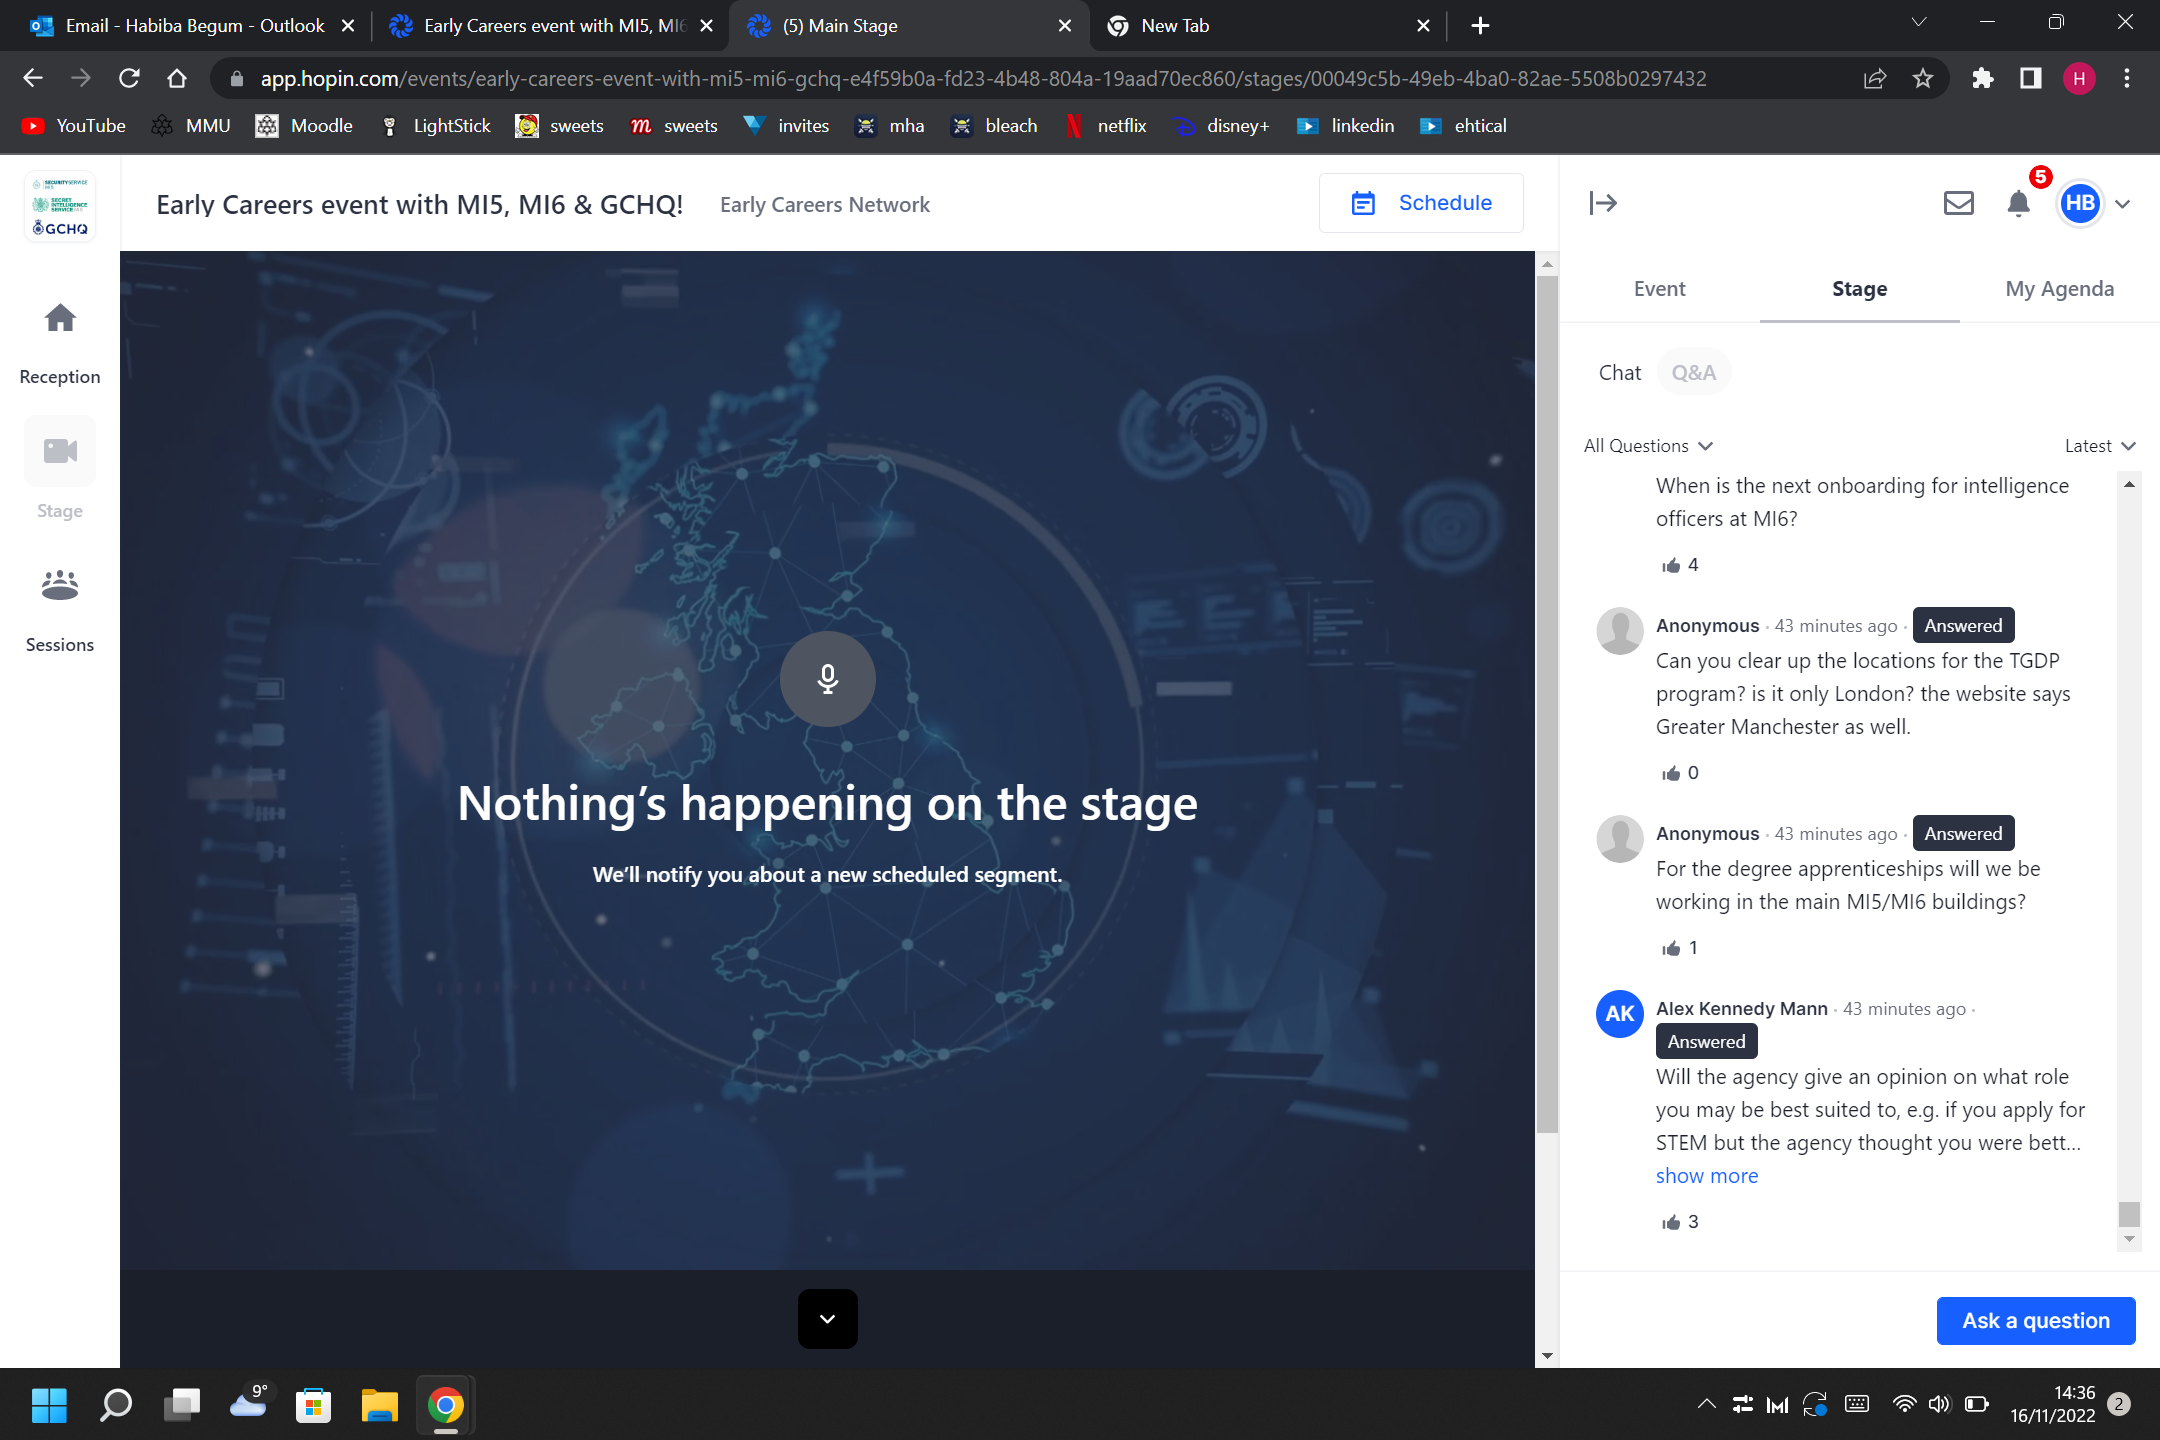 Email - Habiba Begum - Outlook
Early Careers event with MI5, MI6
(5) Main Stage
New Tab
app.hopin.com/events/early-careers-event-with-mi5-mi6-gchq-e4f59b0a-fd23-4b48-804a-19aad70ec860/stages/00049c5b-49eb-4ba0-82ae-5508b0297432
H
YouTube
MMU
Moodle
LightStick
sweets
m sweets
invites
mha
bleach
netflix
disney+
linkedin
ehtical
SECURITY SERVICE
MI5
SECRET
INTELLIGENCE
SERVICE MI6
GCHQ
Early Careers event with MI5, MI6 & GCHQ!
Early Careers Network
Schedule
5
HB
Reception
Stage
Sessions
Nothing’s happening on the stage
We’ll notify you about a new scheduled segment.
Event
Stage
My Agenda
Chat
Q&A
All Questions
Latest
When is the next onboarding for intelligence
officers at MI6?
4
Anonymous · 43 minutes ago · Answered
Can you clear up the locations for the TGDP
program? is it only London? the website says
Greater Manchester as well.
0
Anonymous · 43 minutes ago · Answered
For the degree apprenticeships will we be
working in the main MI5/MI6 buildings?
1
AK
Alex Kennedy Mann · 43 minutes ago ·
Answered
Will the agency give an opinion on what role
you may be best suited to, e.g. if you apply for
STEM but the agency thought you were bett...
show more
3
Ask a question
9°
14:36
16/11/2022
2